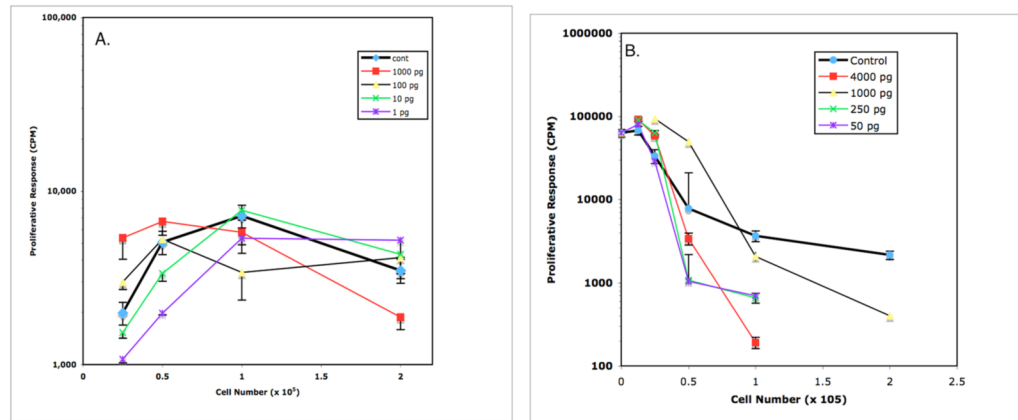 A.
100,000
10,000
1,000
Proliferative Response (CPM)
cont
1000 pg
100 pg
10 pg
1 pg
0
0.5
1
1.5
2
Cell Number (x 10⁵)
B.
1000000
100000
10000
1000
100
Proliferative Response (CPM)
Control
4000 pg
1000 pg
250 pg
50 pg
0
0.5
1
1.5
2
2.5
Cell Number (x 105)